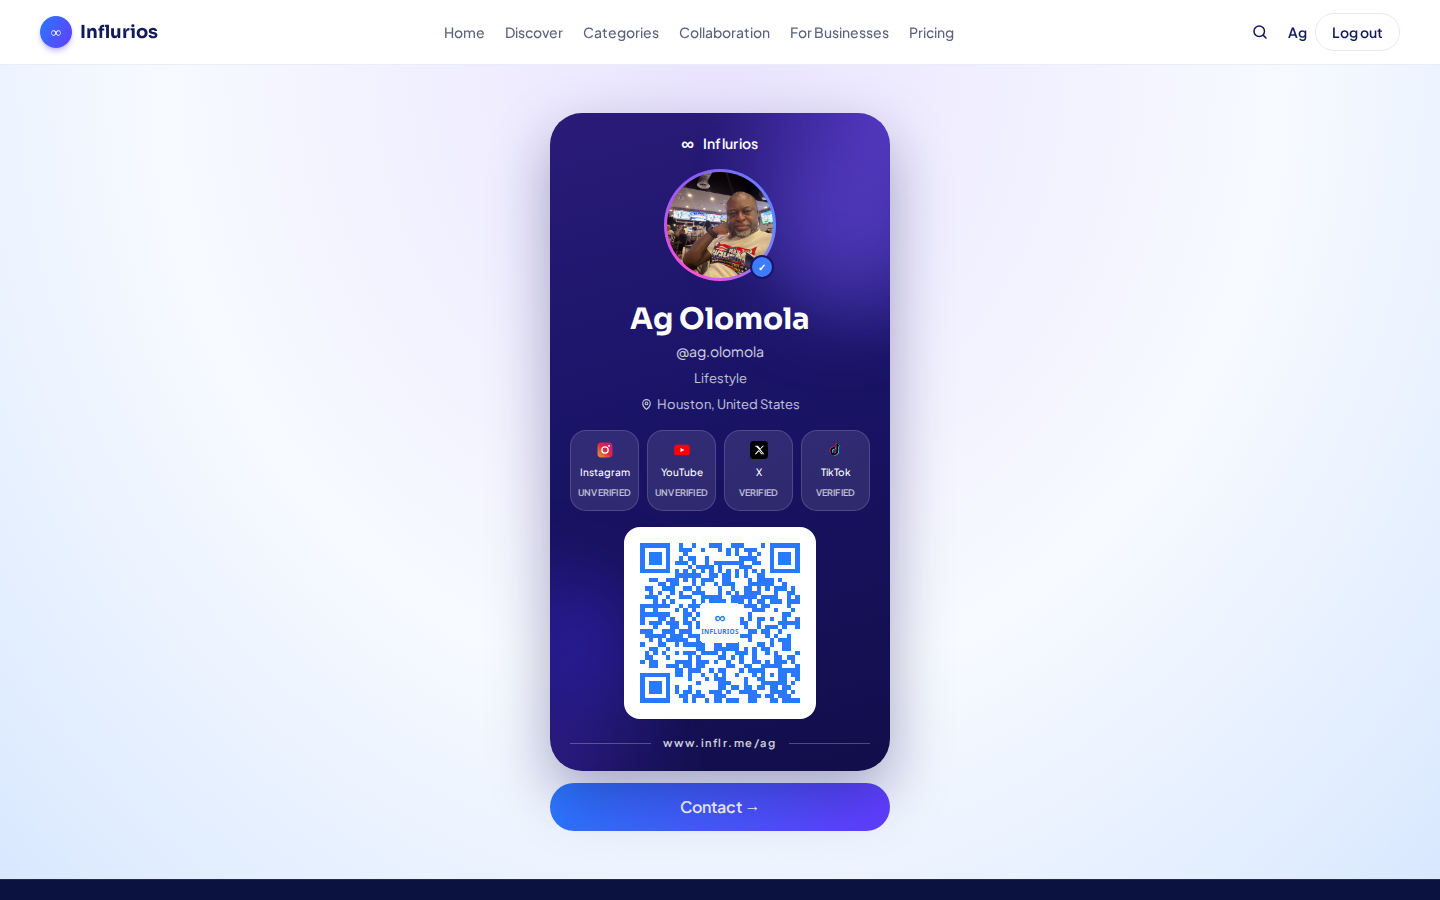 ∞ Influrios
Home Discover Categories Collaboration For Businesses Pricing
Ag Log out
∞ Influrios
✓
Ag Olomola
@ag.olomola
Lifestyle
Houston, United States
Instagram YouTube X TikTok
UNVERIFIED UNVERIFIED VERIFIED VERIFIED
∞
INFLURIOS
www.inflr.me/ag
Contact →